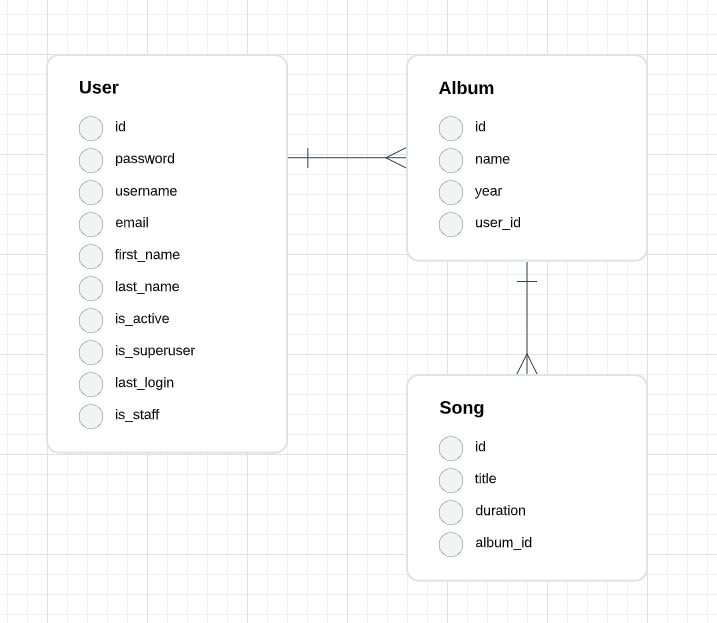 User
id
password
username
email
first_name
last_name
is_active
is_superuser
last_login
is_staff
Album
id
name
year
user_id
Song
id
title
duration
album_id